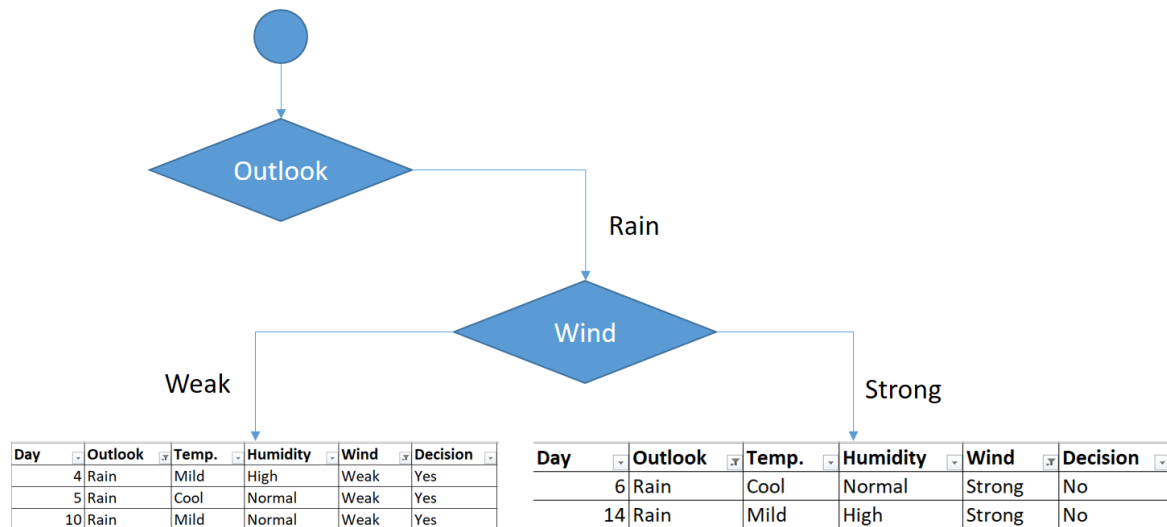 Outlook
Rain
Wind
Weak
Strong
Day Outlook Temp. Humidity Wind Decision
4 Rain Mild High Weak Yes
5 Rain Cool Normal Weak Yes
10 Rain Mild Normal Weak Yes
Day Outlook Temp. Humidity Wind Decision
6 Rain Cool Normal Strong No
14 Rain Mild High Strong No